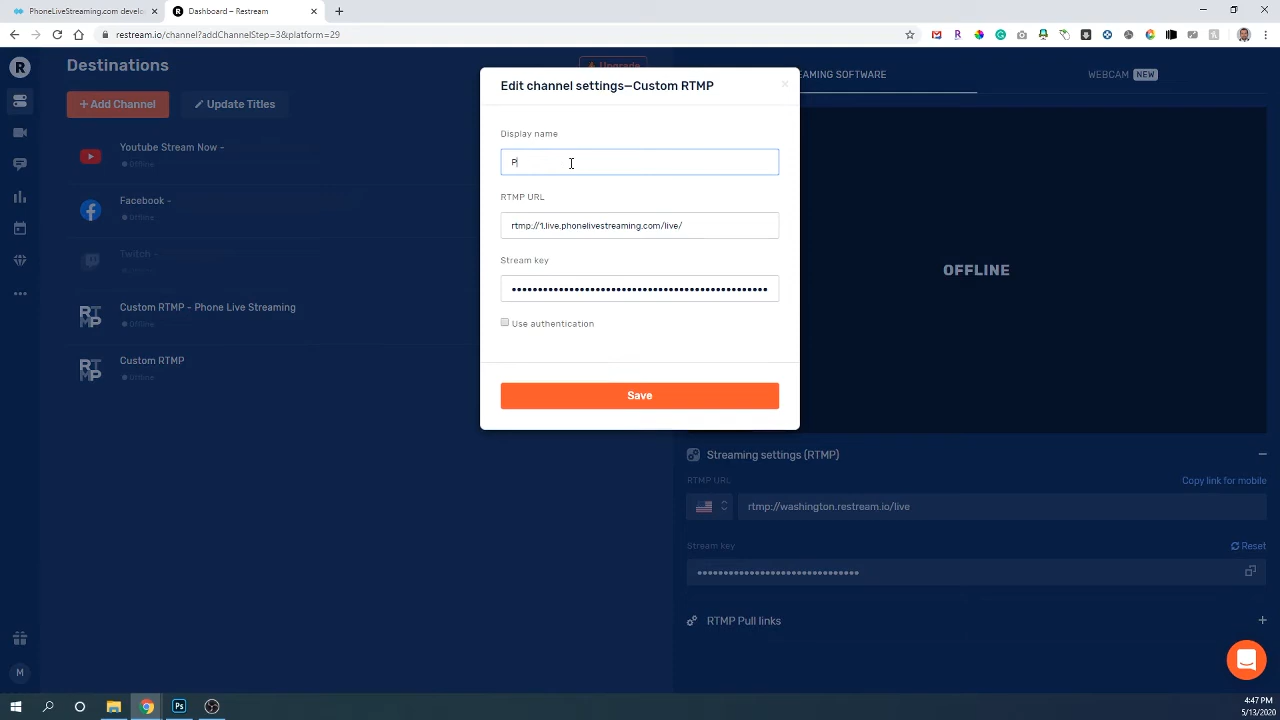 PhoneLiveStreaming.com develo
Dashboard - Restream
restream.io/channel?addChannelStep=3&platform=29
Destinations
Upgrade
+ Add Channel
Update Titles
Youtube Stream Now -
Offline
Facebook -
Offline
Twitch -
Offline
Custom RTMP - Phone Live Streaming
Offline
Custom RTMP
Offline
M
Edit channel settings—Custom RTMP
×
Display name
P
RTMP URL
rtmp://1.live.phonelivestreaming.com/live/
Stream key
••••••••••••••••••••••••••••••••••••••••••••••••
Use authentication
Save
EAMING SOFTWARE
WEBCAM NEW
OFFLINE
Streaming settings (RTMP)
RTMP URL
Copy link for mobile
rtmp://washington.restream.io/live
Stream key
Reset
•••••••••••••••••••••••••••••••
RTMP Pull links
4:47 PM
5/13/2020